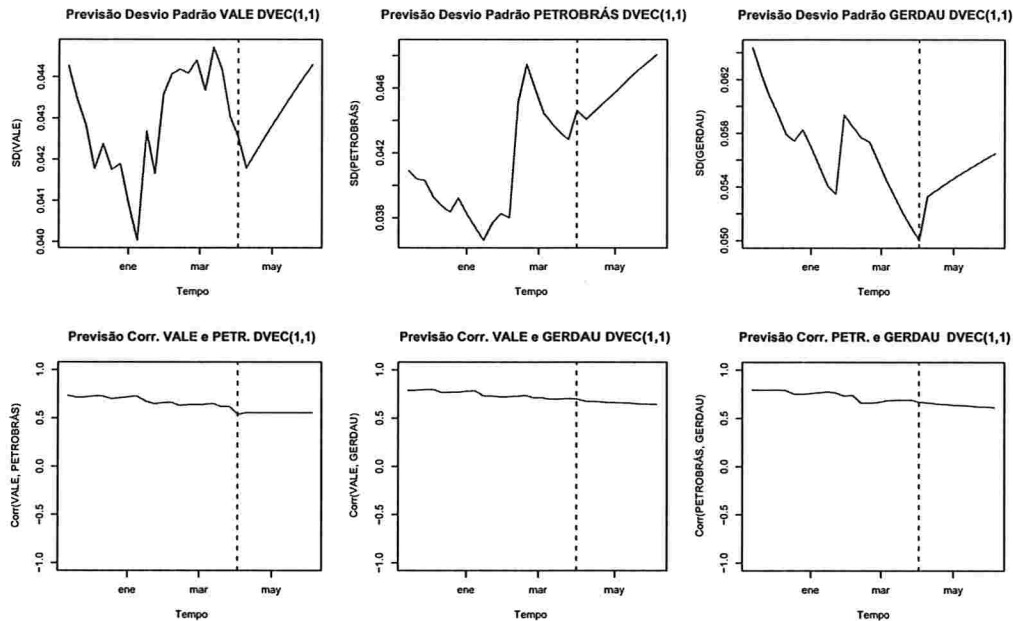 Previsão Desvio Padrão VALE DVEC(1,1)
SD(VALE)
0.044
0.043
0.042
0.041
0.040
ene mar may
Tempo
Previsão Desvio Padrão PETROBRÁS DVEC(1,1)
SD(PETROBRÁS)
0.046
0.042
0.038
ene mar may
Tempo
Previsão Desvio Padrão GERDAU DVEC(1,1)
SD(GERDAU)
0.062
0.058
0.054
0.050
ene mar may
Tempo
Previsão Corr. VALE e PETR. DVEC(1,1)
Corr(VALE, PETROBRÁS)
1.0
0.5
0.0
−0.5
−1.0
ene mar may
Tempo
Previsão Corr. VALE e GERDAU DVEC(1,1)
Corr(VALE, GERDAU)
1.0
0.5
0.0
−0.5
−1.0
ene mar may
Tempo
Previsão Corr. PETR. e GERDAU DVEC(1,1)
Corr(PETROBRÁS, GERDAU)
1.0
0.5
0.0
−0.5
−1.0
ene mar may
Tempo